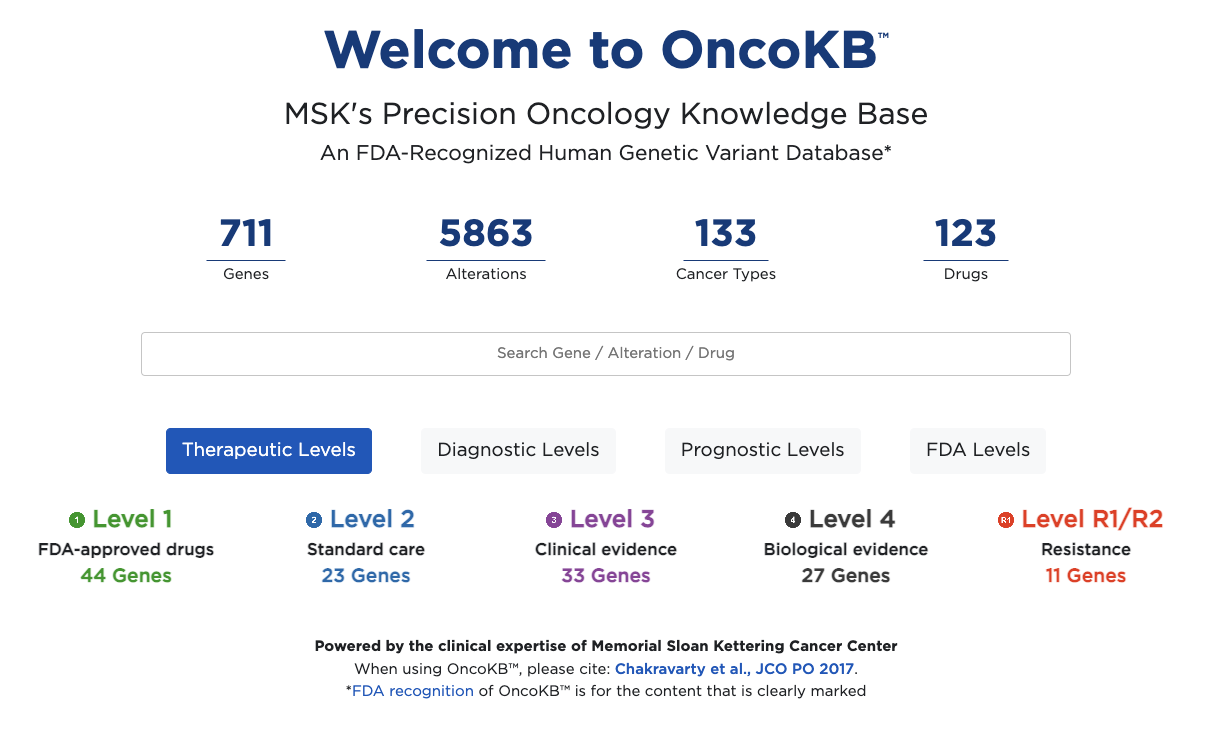 Welcome to OncoKB™
MSK's Precision Oncology Knowledge Base
An FDA-Recognized Human Genetic Variant Database*
711 5863 133 123
Genes Alterations Cancer Types Drugs
Search Gene / Alteration / Drug
Therapeutic Levels Diagnostic Levels Prognostic Levels FDA Levels
1 Level 1 2 Level 2 3 Level 3 4 Level 4 R1 Level R1/R2
FDA-approved drugs Standard care Clinical evidence Biological evidence Resistance
44 Genes 23 Genes 33 Genes 27 Genes 11 Genes
Powered by the clinical expertise of Memorial Sloan Kettering Cancer Center
When using OncoKB™, please cite: Chakravarty et al., JCO PO 2017.
*FDA recognition of OncoKB™ is for the content that is clearly marked